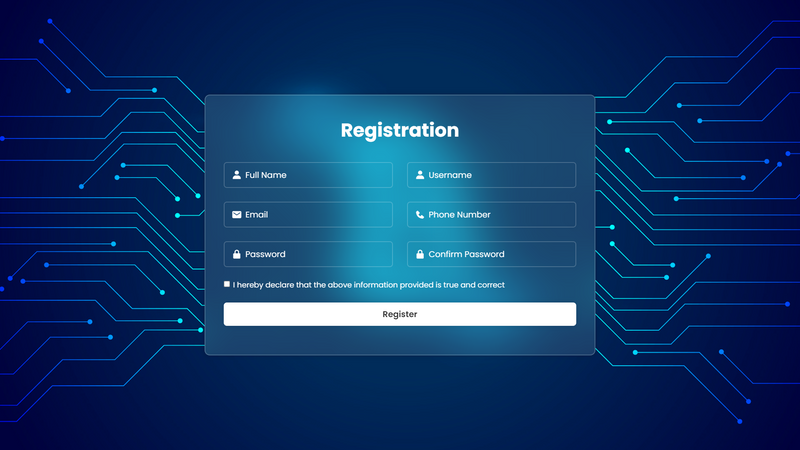 Registration
Full Name
Username
Email
Phone Number
Password
Confirm Password
I hereby declare that the above information provided is true and correct
Register